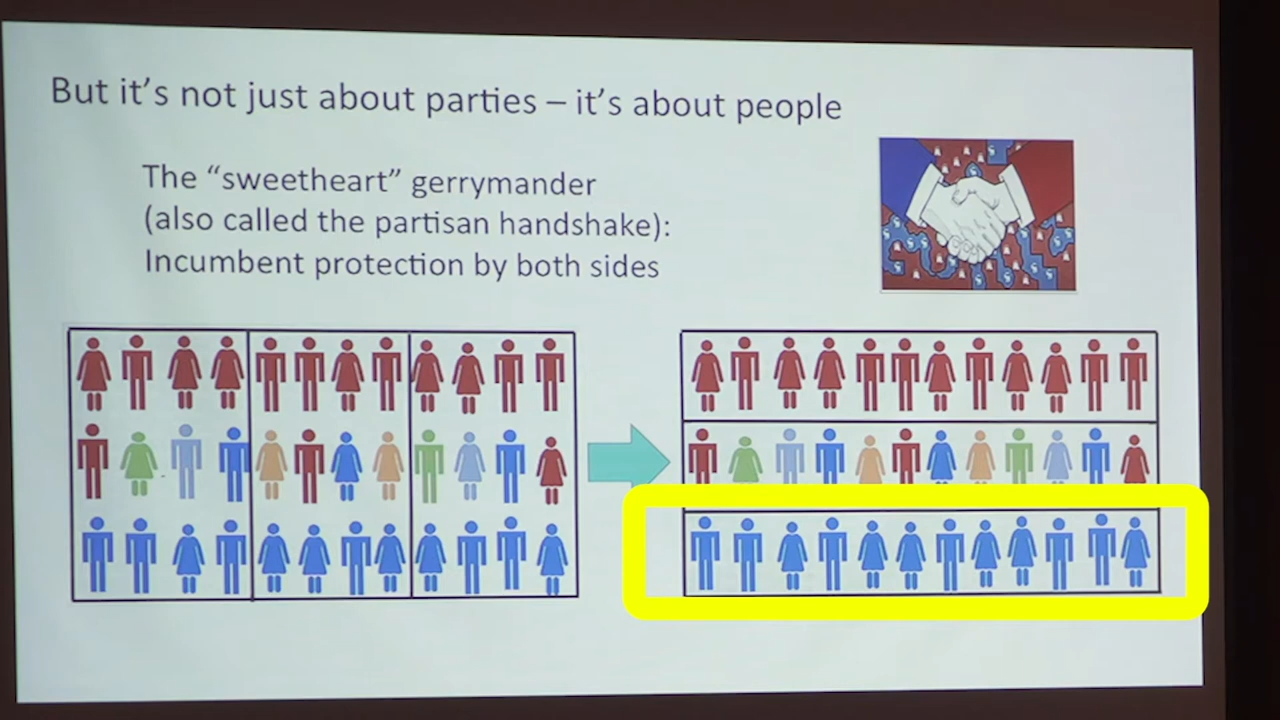 But it's not just about parties – it's about people
The “sweetheart” gerrymander
(also called the partisan handshake):
Incumbent protection by both sides